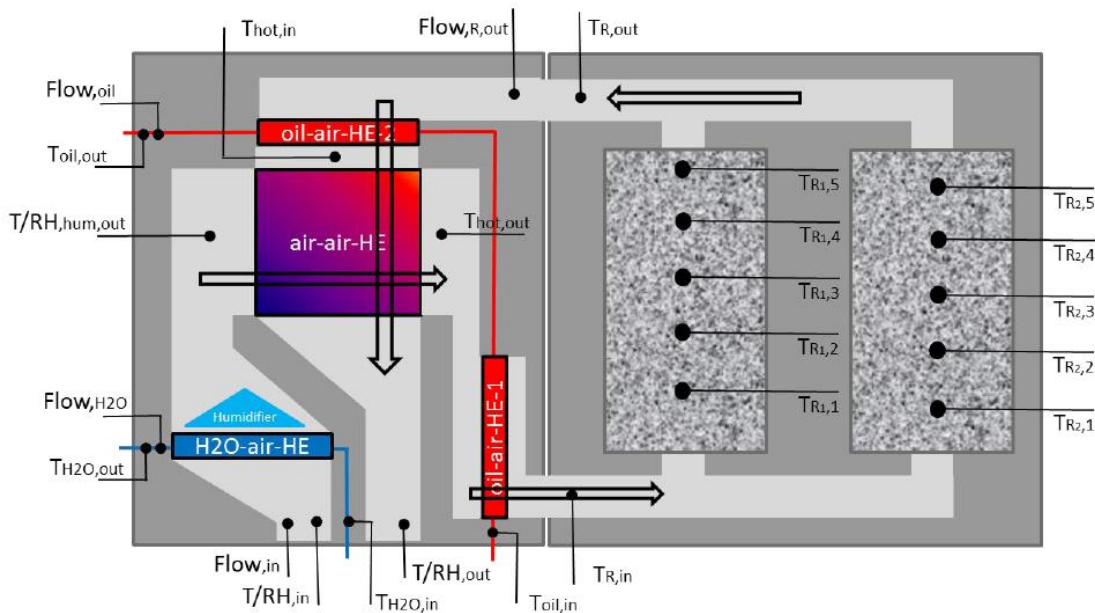 Thot,in
Flow,R,out
TR,out
Flow,oil
oil-air-HE-2
Toil,out
TR1,5
TR2,5
T/RH,hum,out
Thot,out
TR1,4
air-air-HE
TR2,4
TR1,3
TR2,3
TR1,2
TR2,2
Flow,H2O
Humidifier
TR1,1
TR2,1
H2O-air-HE
oil-air-HE-1
TH2O,out
Flow,in
T/RH,out
TR,in
T/RH,in
TH2O,in
Toil,in